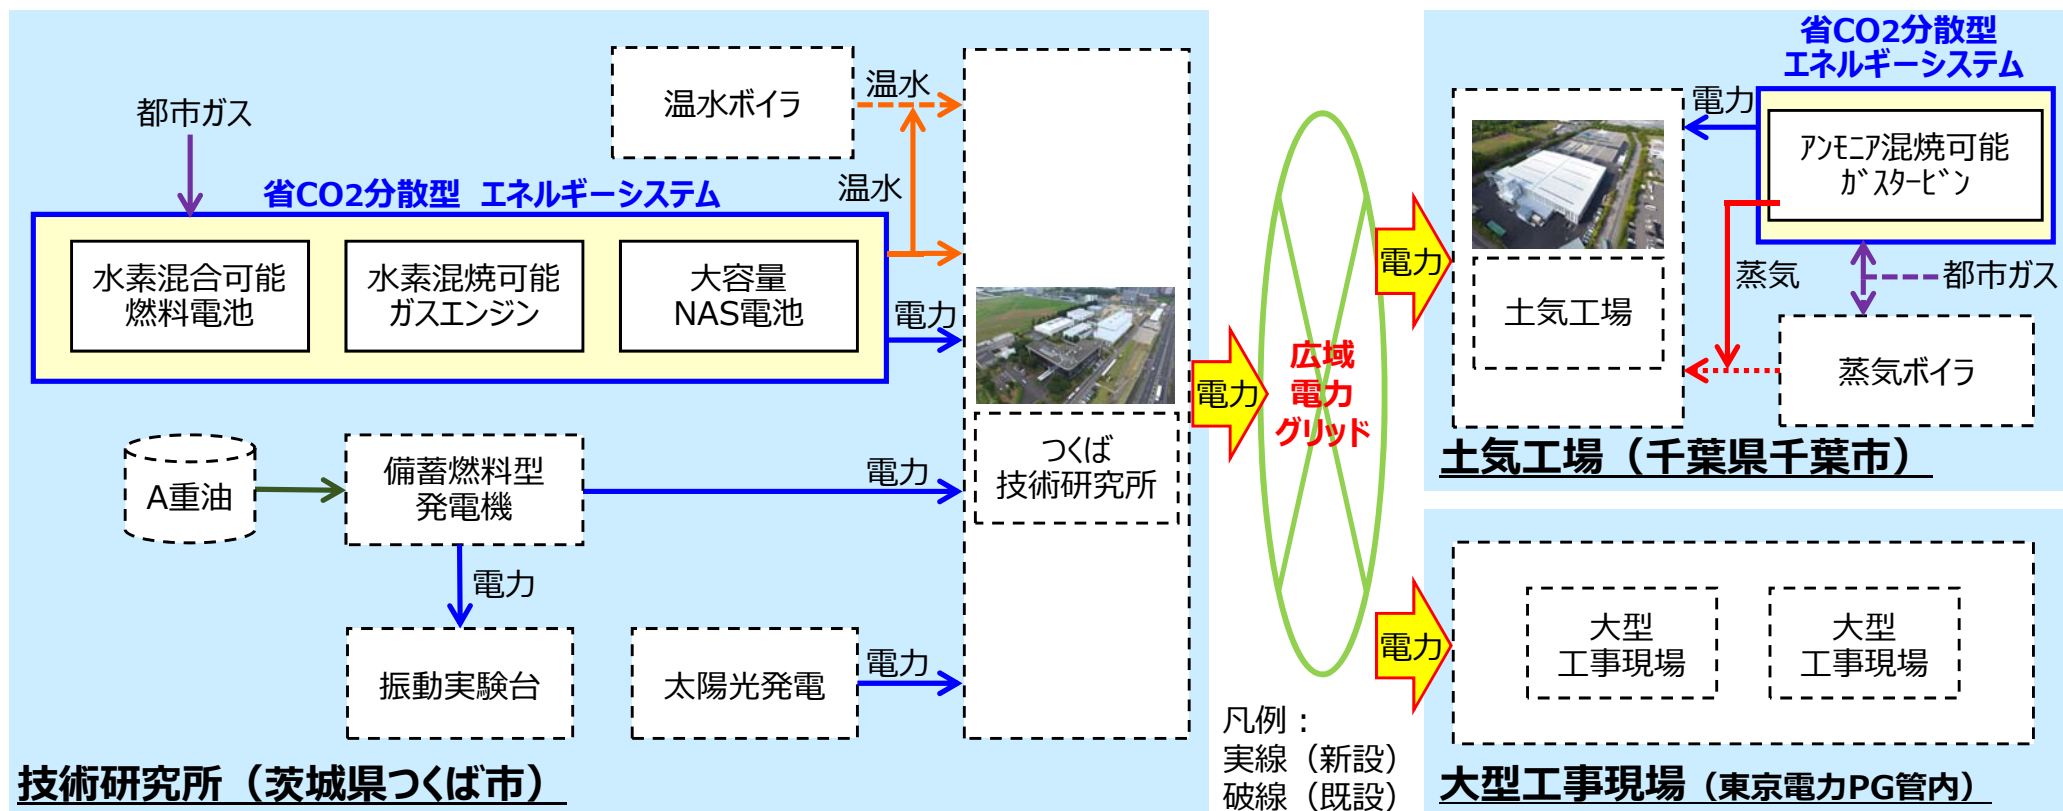 温水ボイラ
温水
都市ガス
温水
省CO2分散型 エネルギーシステム
水素混合可能
燃料電池
水素混焼可能
ガスエンジン
大容量
NAS電池
電力
A重油
備蓄燃料型
発電機
電力
電力
振動実験台
太陽光発電
電力
つくば
技術研究所
技術研究所（茨城県つくば市）
電力
広域
電力
グリッド
凡例：
実線（新設）
破線（既設）
電力
電力
省CO2分散型
エネルギーシステム
電力
アンモニア混焼可能
ガスタービン
蒸気
都市ガス
土気工場
蒸気ボイラ
土気工場（千葉県千葉市）
大型
工事現場
大型
工事現場
大型工事現場（東京電力PG管内）